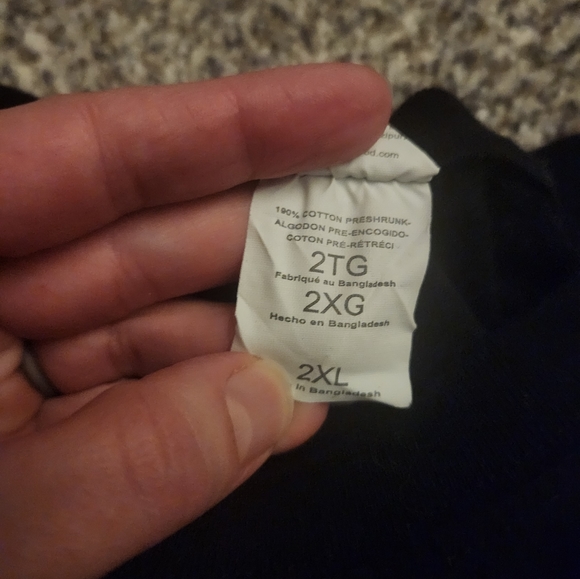 d.com
100% COTTON PRESHRUNK-
ALGODON PRE-ENCOGIDO-
COTON PRÉ-RÉTRÉCI
2TG
Fabriqué au Bangladesh
2XG
Hecho en Bangladesh
2XL
in Bangladesh